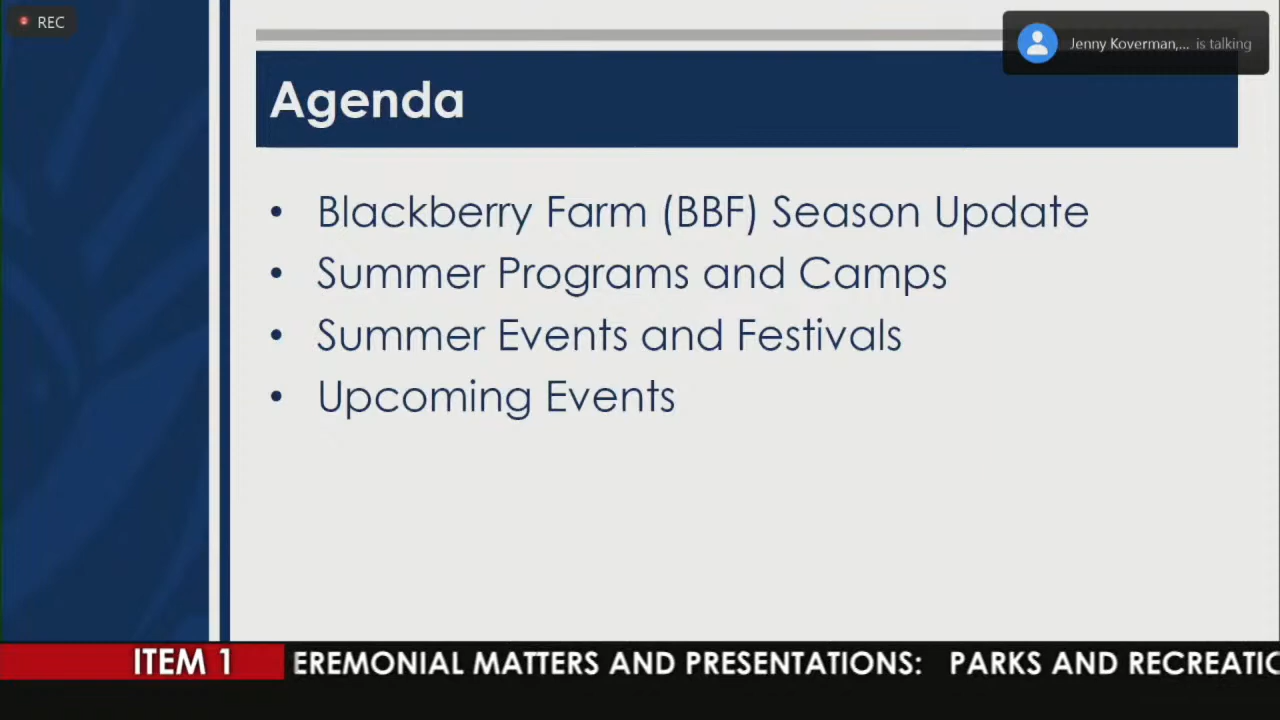 REC
Jenny Koverman,... is talking
Agenda
• Blackberry Farm (BBF) Season Update
• Summer Programs and Camps
• Summer Events and Festivals
• Upcoming Events
ITEM 1 EREMONIAL MATTERS AND PRESENTATIONS: PARKS AND RECREATIO